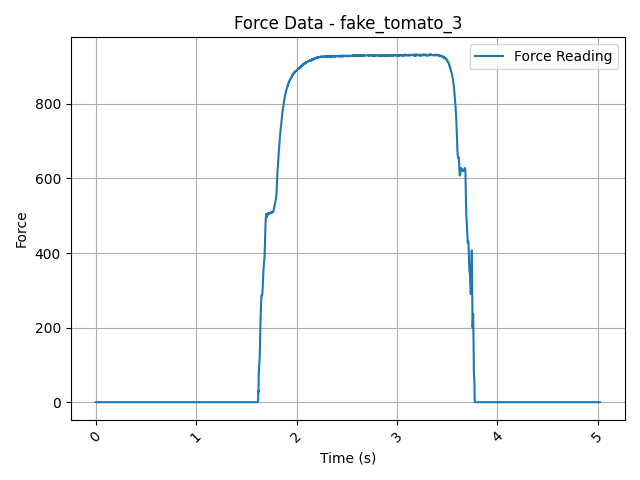 Force Data - fake_tomato_3
Force Reading
800
600
400
200
0
Force
0 1 2 3 4 5
Time (s)